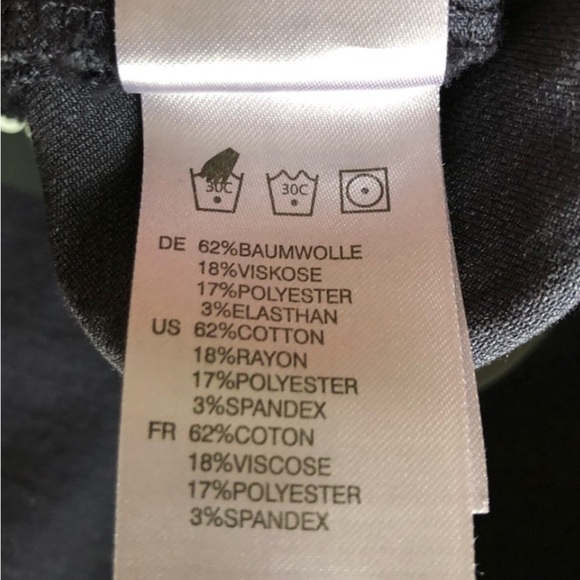 30C 30C
DE 62%BAUMWOLLE
18%VISKOSE
17%POLYESTER
3%ELASTHAN
US 62%COTTON
18%RAYON
17%POLYESTER
3%SPANDEX
FR 62%COTON
18%VISCOSE
17%POLYESTER
3%SPANDEX